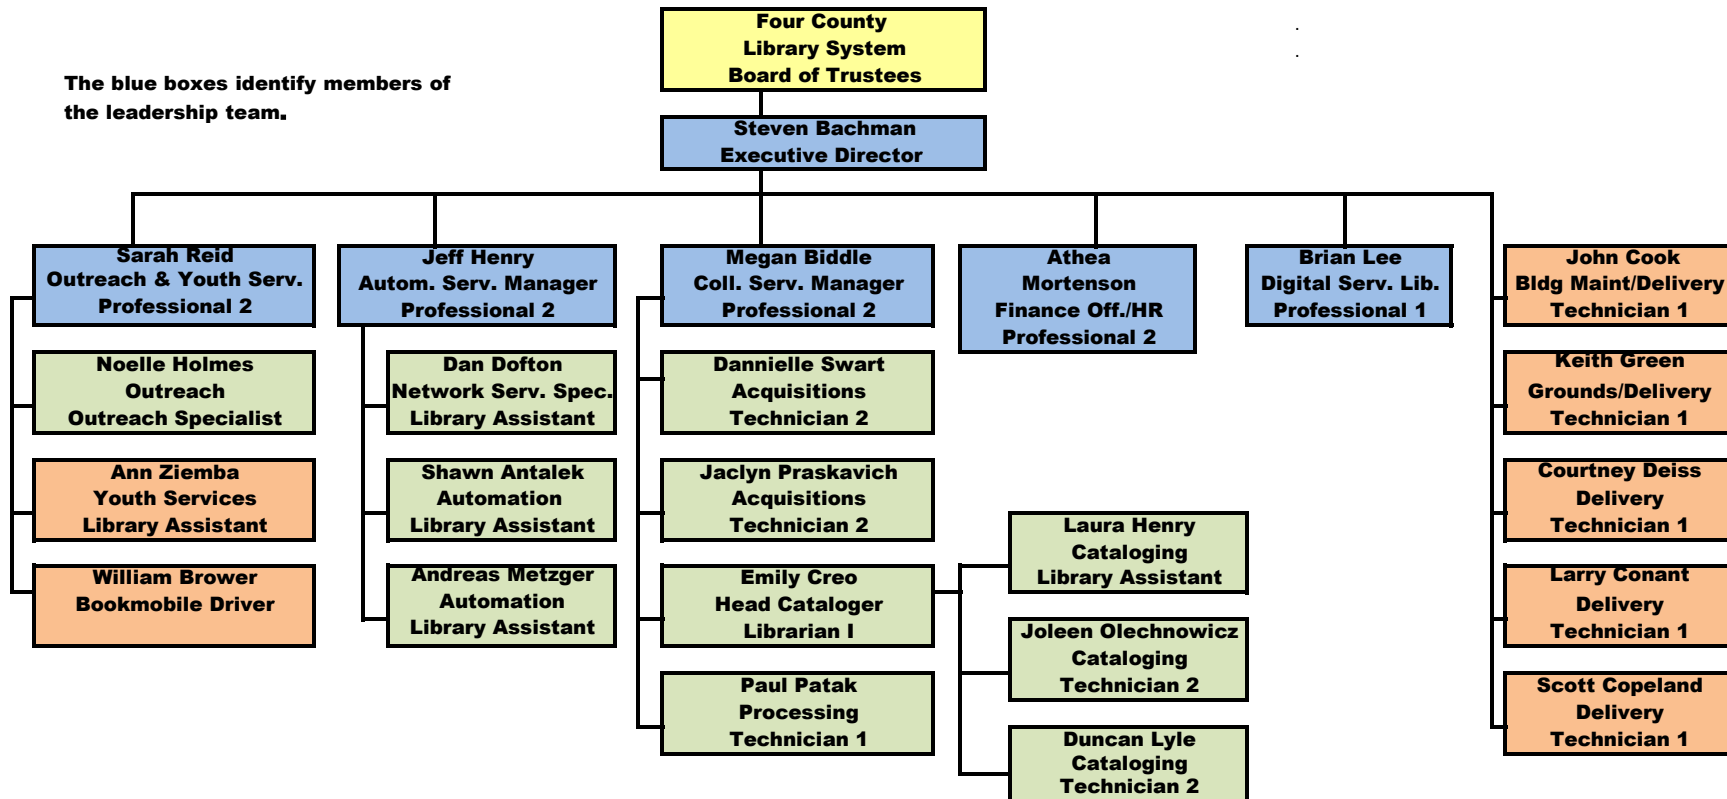 Four County
Library System
Board of Trustees
.
.
The blue boxes identify members of
the leadership team.
Steven Bachman
Executive Director
Sarah Reid
Outreach & Youth Serv.
Professional 2
Jeff Henry
Autom. Serv. Manager
Professional 2
Megan Biddle
Coll. Serv. Manager
Professional 2
Athea
Mortenson
Finance Off./HR
Professional 2
Brian Lee
Digital Serv. Lib.
Professional 1
John Cook
Bldg Maint/Delivery
Technician 1
Noelle Holmes
Outreach
Outreach Specialist
Dan Dofton
Network Serv. Spec.
Library Assistant
Dannielle Swart
Acquisitions
Technician 2
Keith Green
Grounds/Delivery
Technician 1
Ann Ziemba
Youth Services
Library Assistant
Shawn Antalek
Automation
Library Assistant
Jaclyn Praskavich
Acquisitions
Technician 2
Courtney Deiss
Delivery
Technician 1
William Brower
Bookmobile Driver
Andreas Metzger
Automation
Library Assistant
Emily Creo
Head Cataloger
Librarian I
Laura Henry
Cataloging
Library Assistant
Larry Conant
Delivery
Technician 1
Joleen Olechnowicz
Cataloging
Technician 2
Paul Patak
Processing
Technician 1
Scott Copeland
Delivery
Technician 1
Duncan Lyle
Cataloging
Technician 2